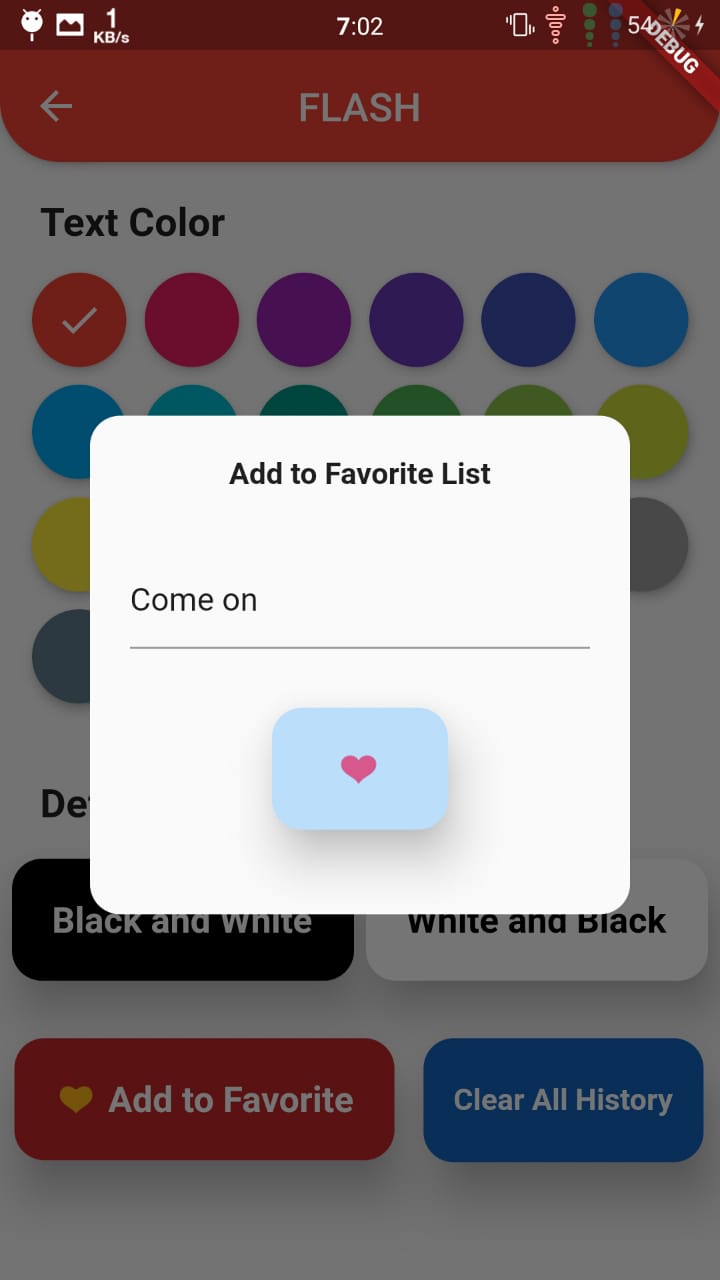 1
KB/s
7:02
54
DEBUG
FLASH
Text Color
Add to Favorite List
Come on
De
Black and White
White and Black
Add to Favorite
Clear All History